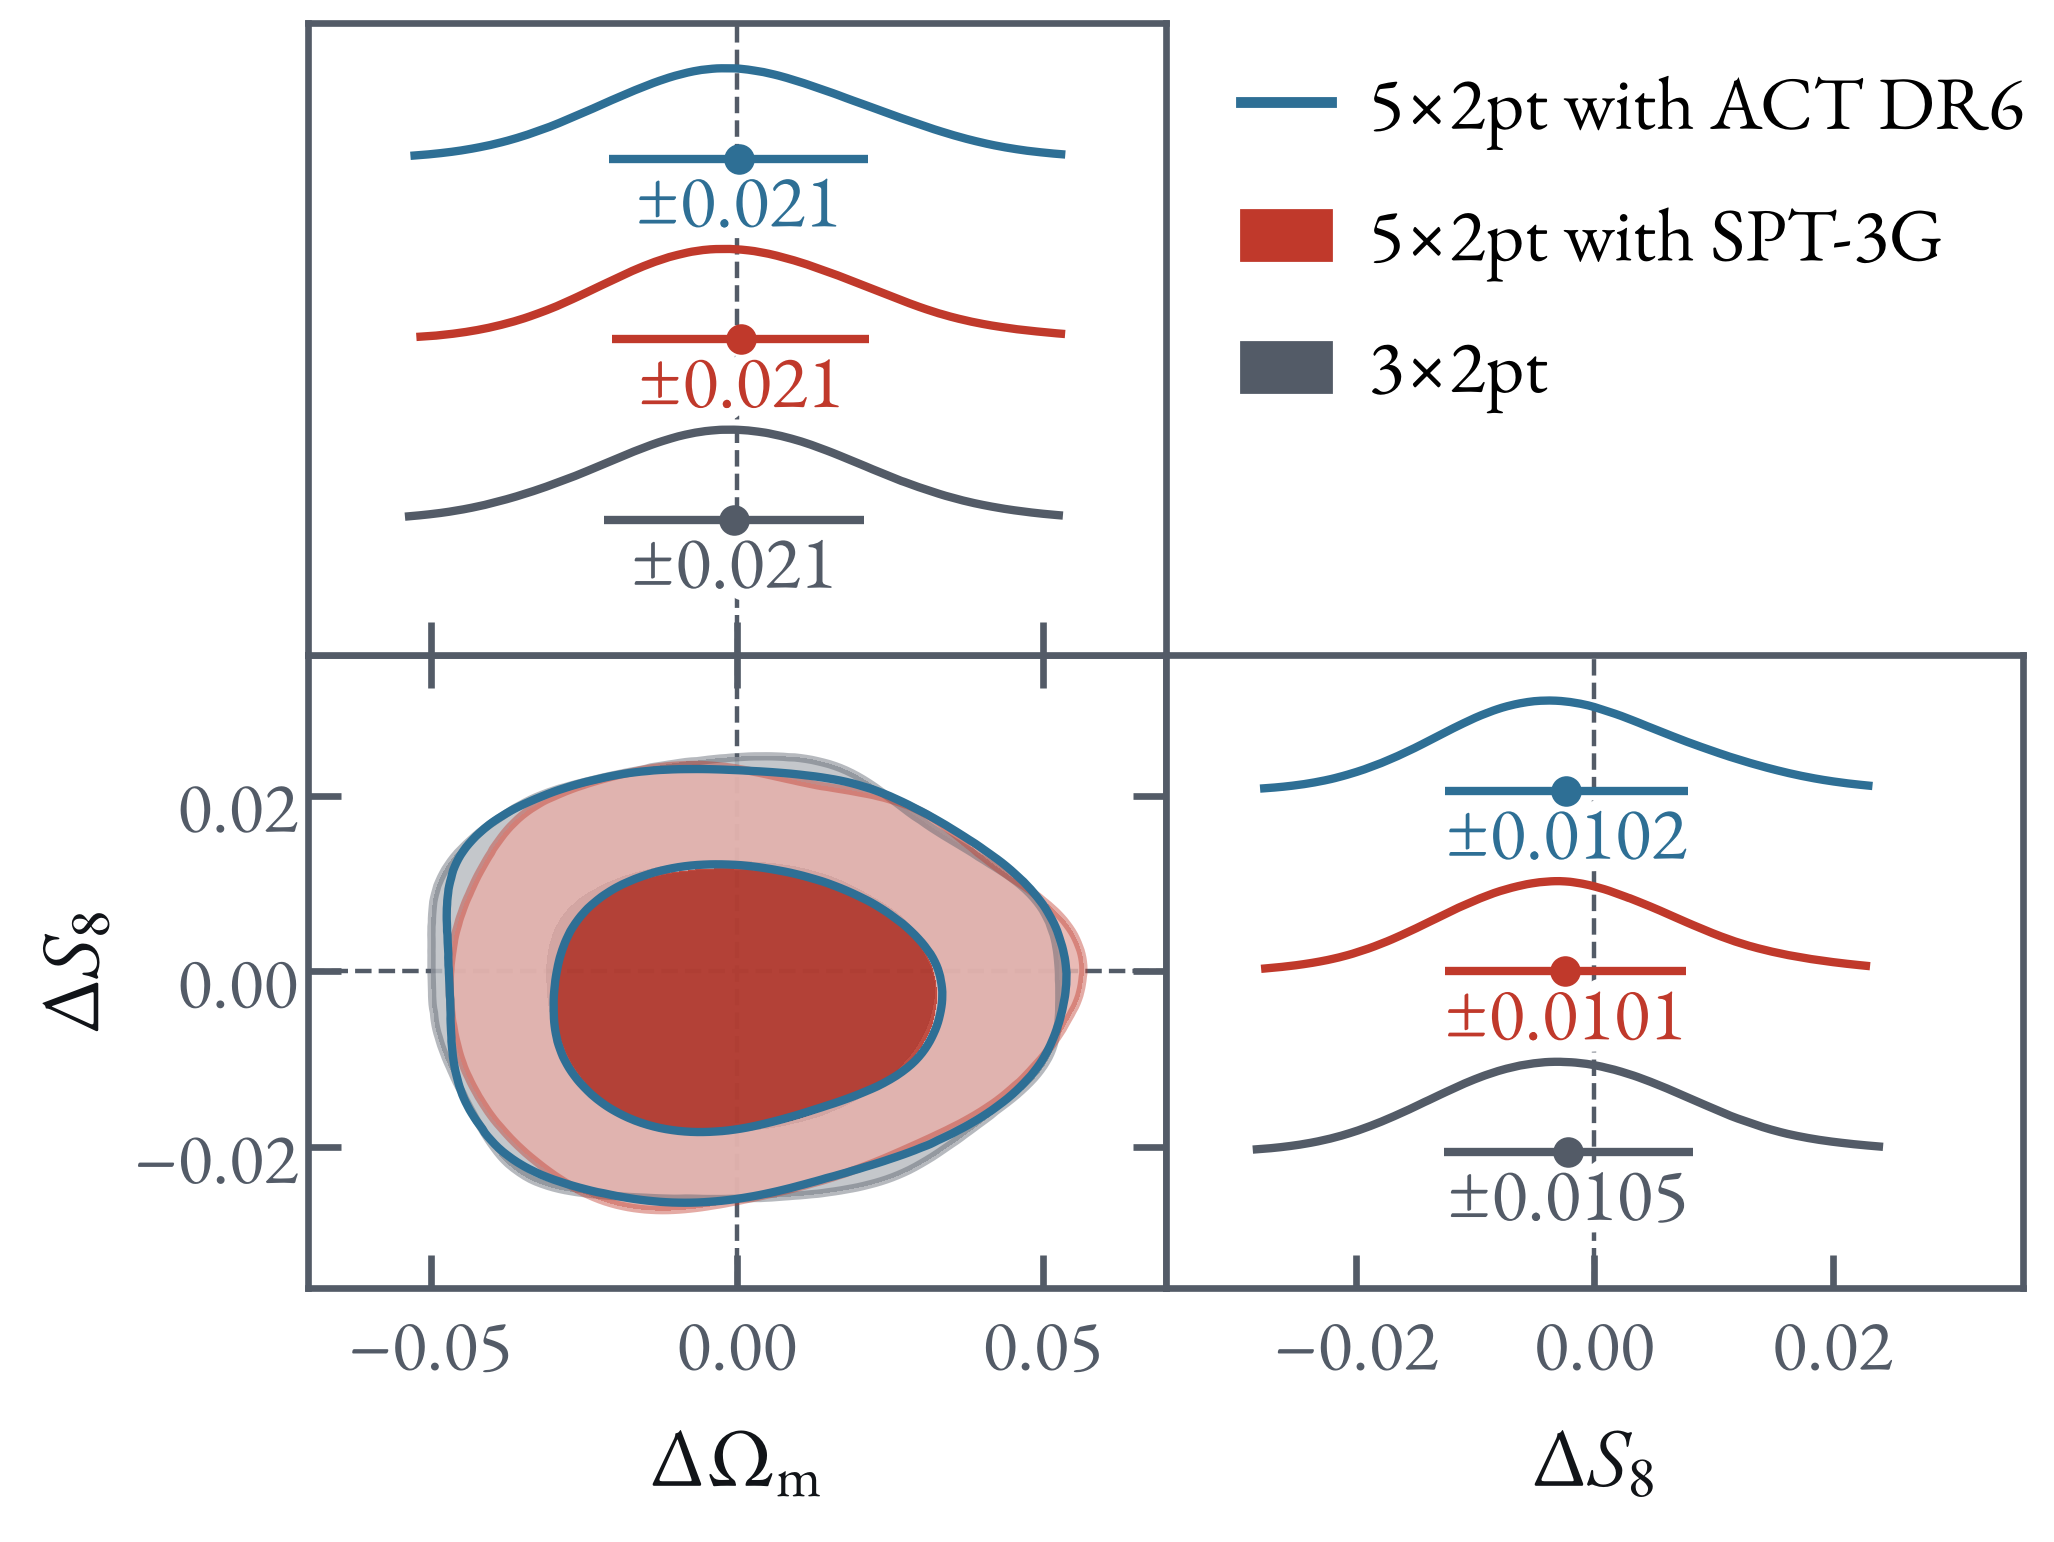 5×2pt with ACT DR6
5×2pt with SPT-3G
3×2pt
±0.021
±0.021
±0.021
0.02
0.00
−0.02
ΔS₈
±0.0102
±0.0101
±0.0105
−0.05 0.00 0.05
−0.02 0.00 0.02
ΔΩₘ
ΔS₈